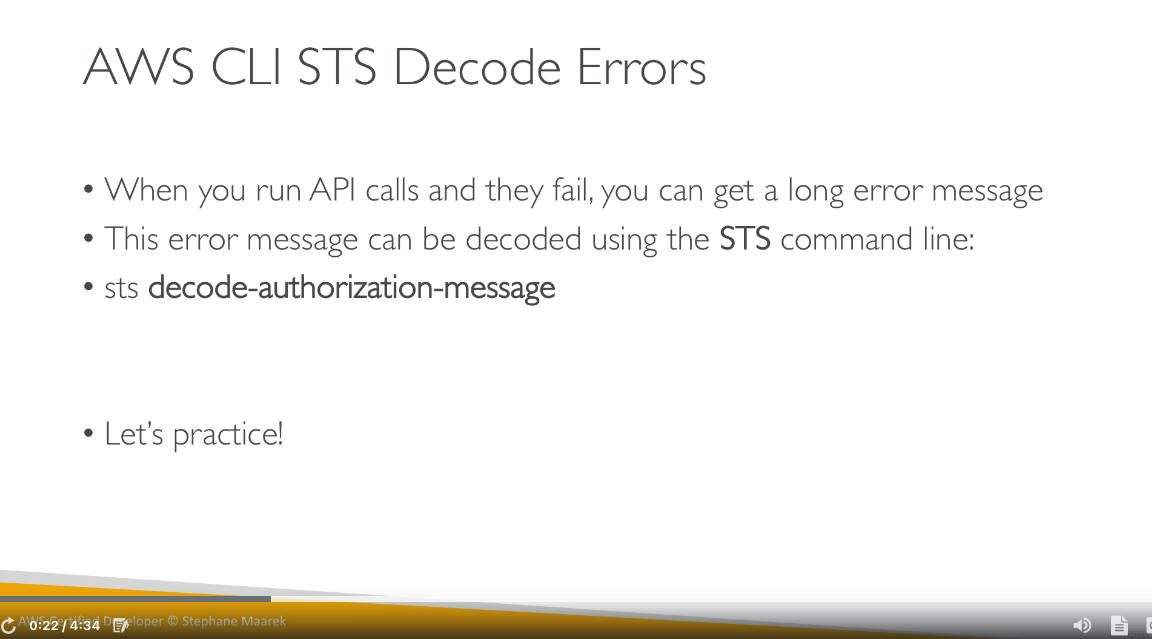 AWS CLI STS Decode Errors
• When you run API calls and they fail, you can get a long error message
• This error message can be decoded using the STS command line:
• sts decode-authorization-message
• Let's practice!
AWS Certified Developer © Stephane Maarek
0:22 / 4:34